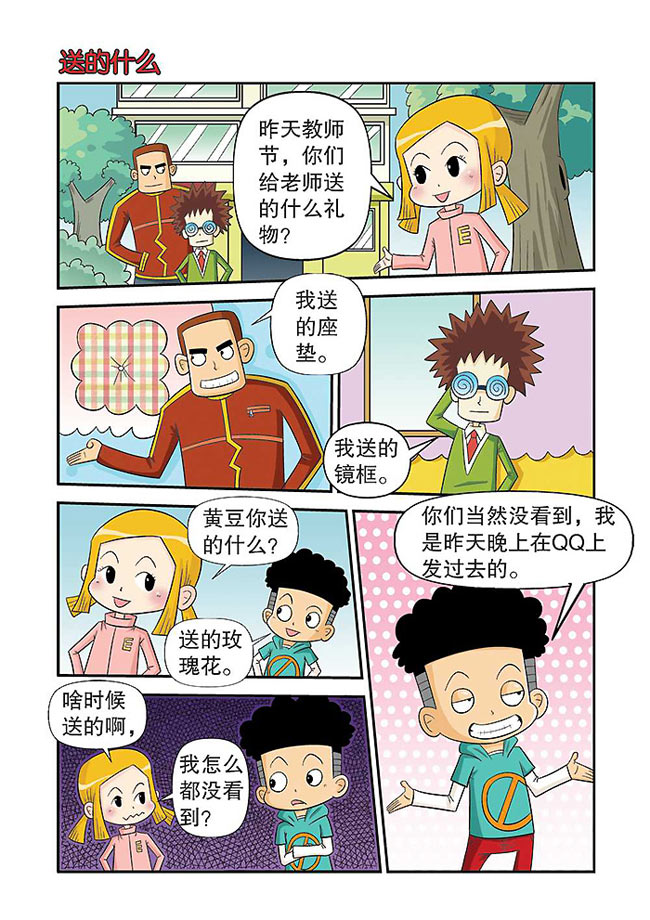 送的什么
昨天教师
节，你们
给老师送
的什么礼
物？
E
我送
的座
垫。
我送的
镜框。
黄豆你送
的什么？
送的玫
瑰花。
E
啥时候
送的啊，
我怎么
都没看
到？
E
你们当然没看到，我
是昨天晚上在QQ上
发过去的。